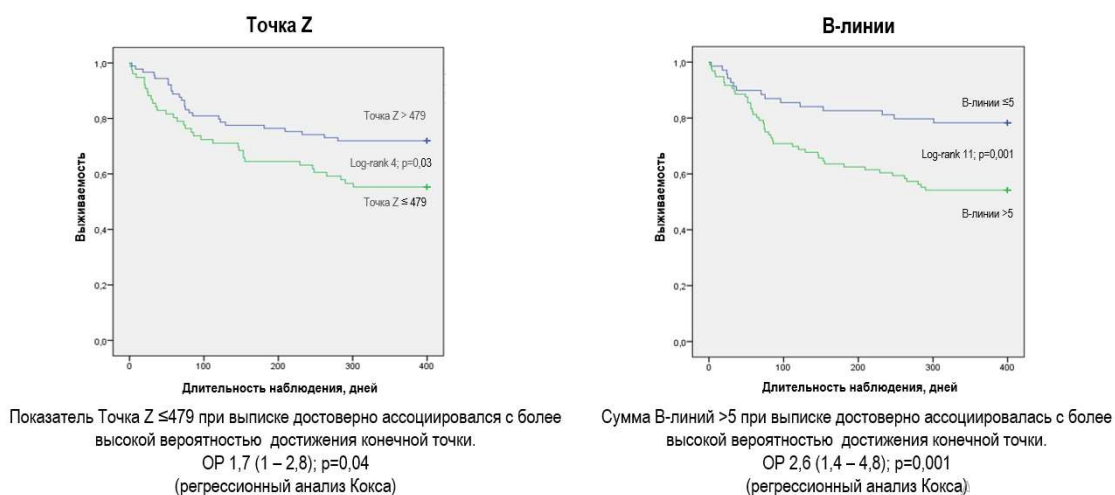 Точка Z
1,0
0,8
0,6
0,4
0,2
0,0
Выживаемость
Точка Z > 479
Log-rank 4; p=0,03
Точка Z ≤ 479
0 100 200 300 400
Длительность наблюдения, дней
Показатель Точка Z ≤479 при выписке достоверно ассоциировался с более
высокой вероятностью достижения конечной точки.
ОР 1,7 (1 – 2,8); p=0,04
(регрессионный анализ Кокса)
В-линии
1,0
0,8
0,6
0,4
0,2
0,0
Выживаемость
В-линии ≤5
Log-rank 11; p=0,001
В-линии >5
0 100 200 300 400
Длительность наблюдения, дней
Сумма В-линий >5 при выписке достоверно ассоциировалась с более
высокой вероятностью достижения конечной точки.
ОР 2,6 (1,4 – 4,8); p=0,001
(регрессионный анализ Кокса)